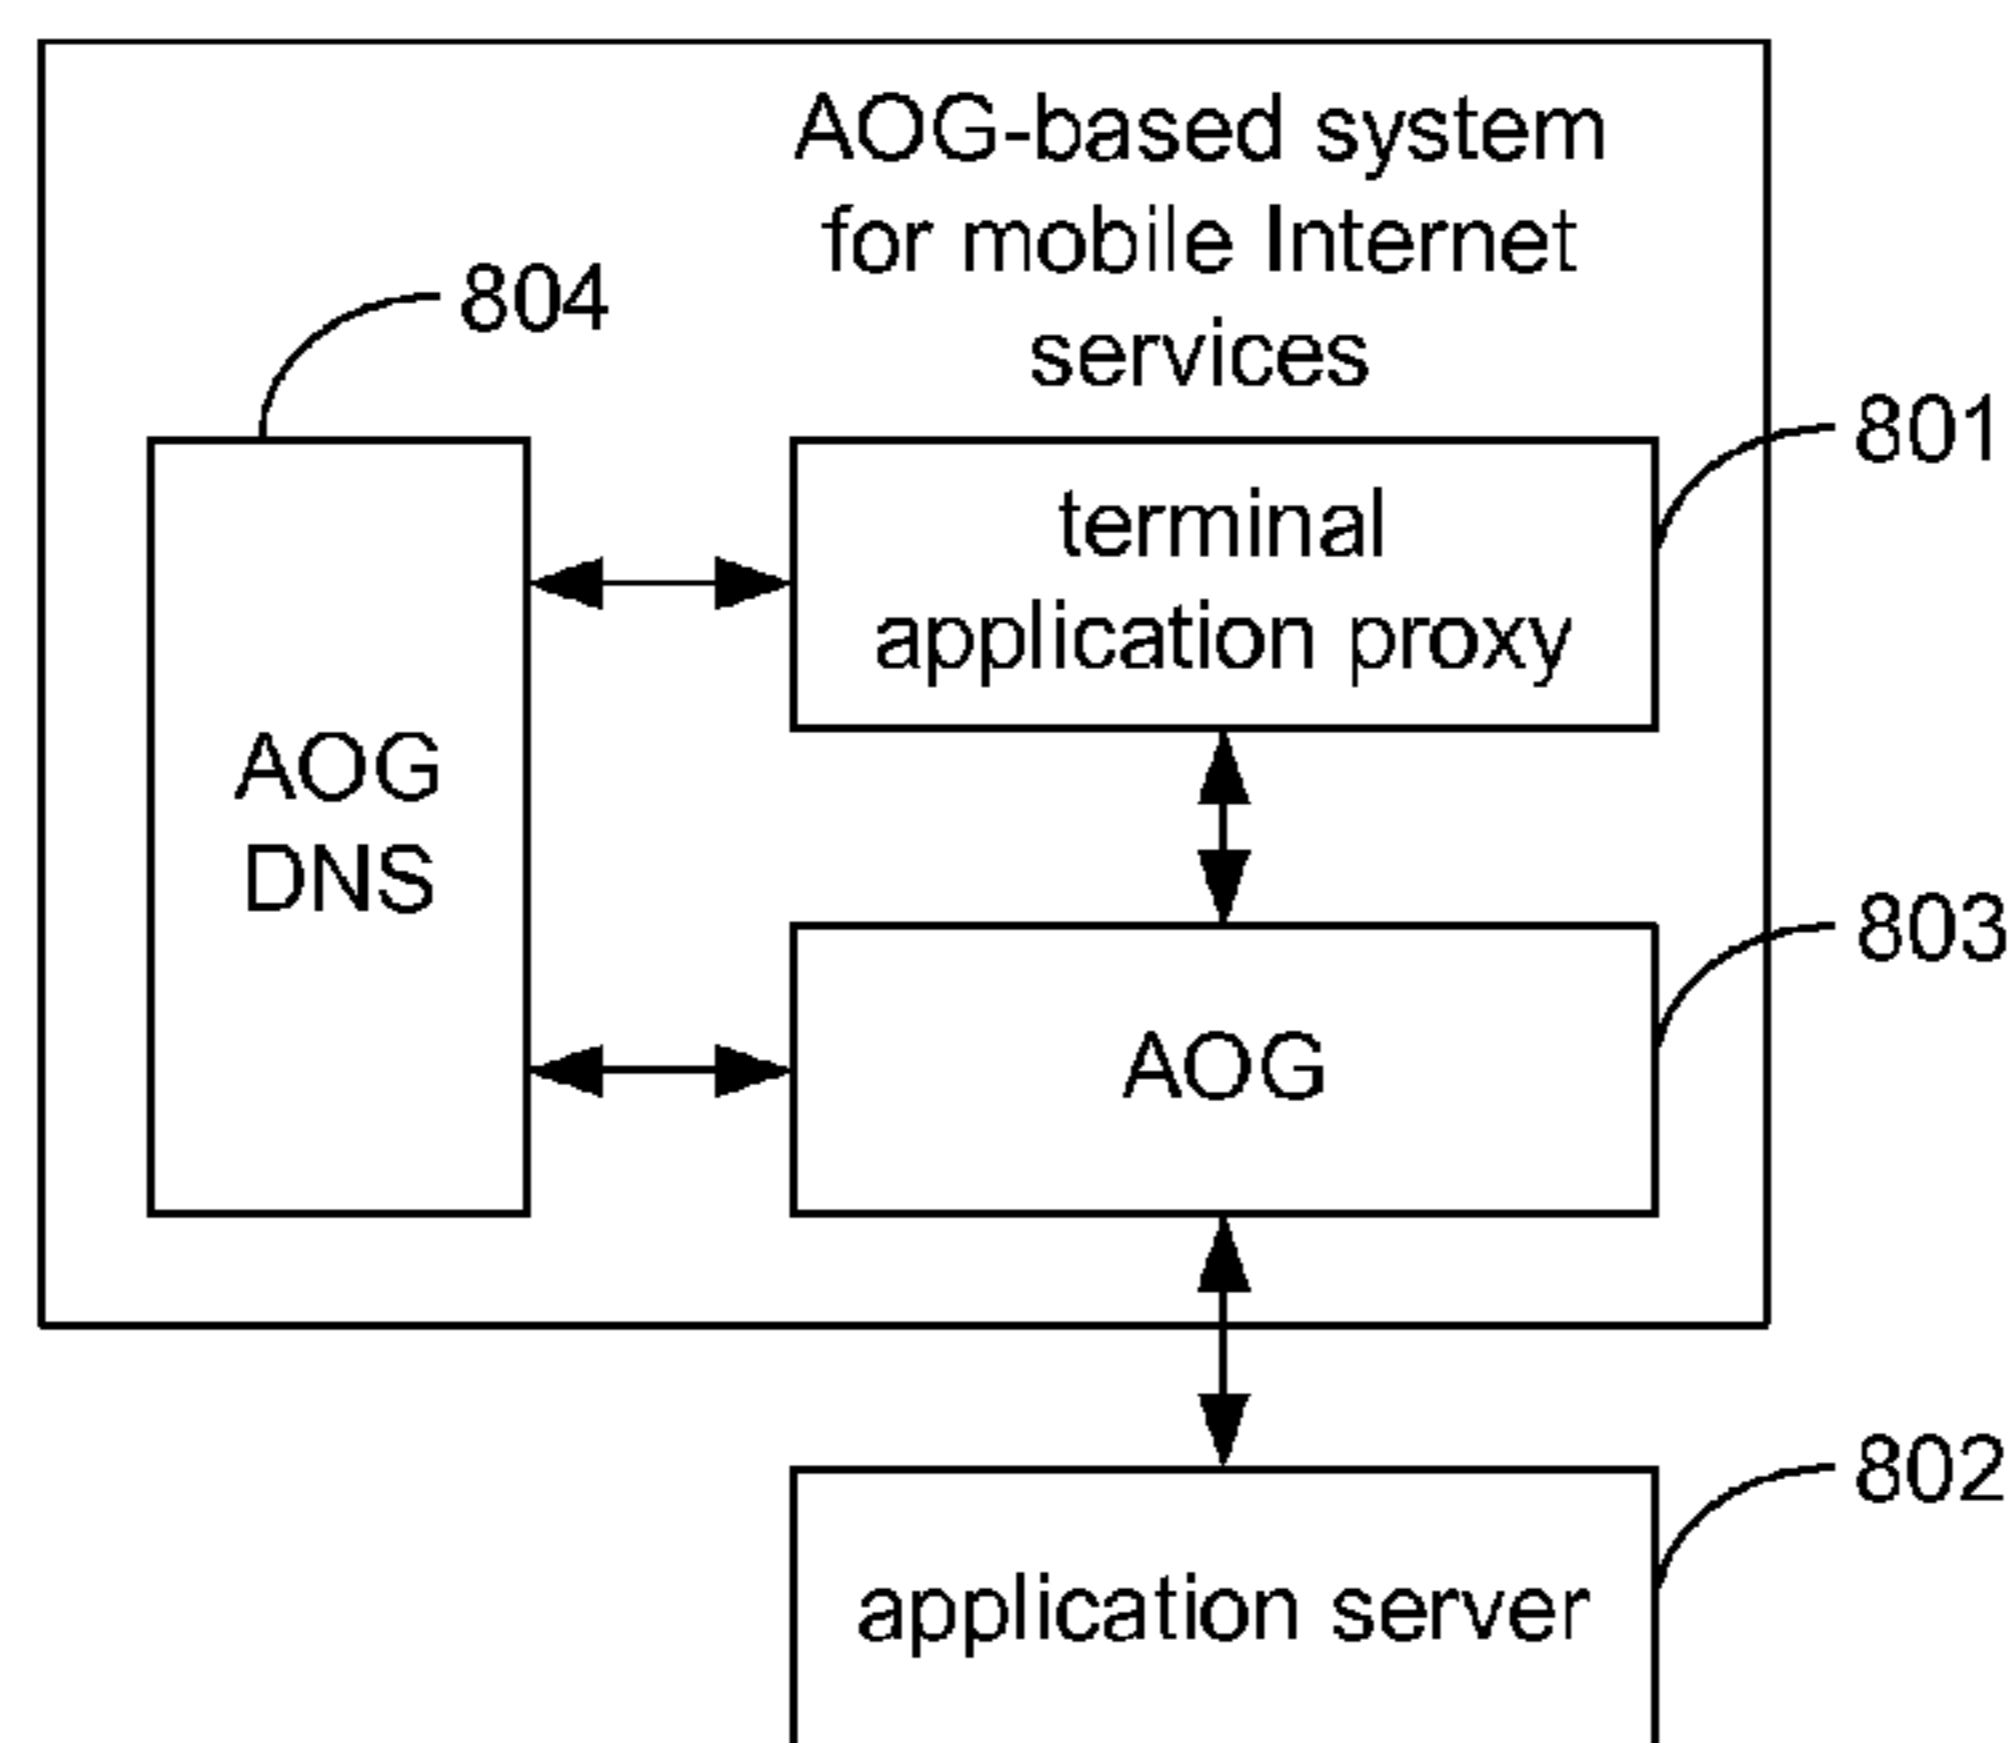 AOG-based system
for mobile Internet
services
804
801
terminal
application proxy
AOG
DNS
803
AOG
802
application server